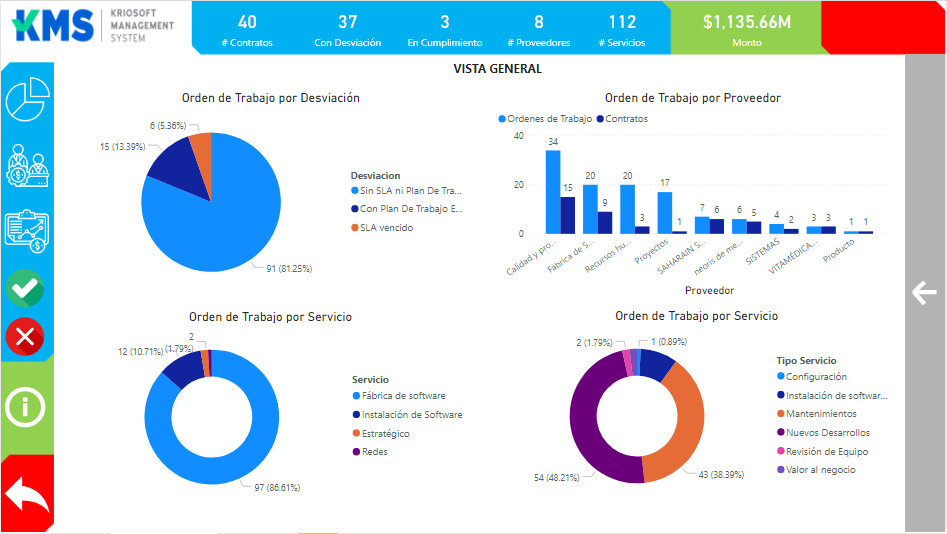 KMS
KRIOSOFT
MANAGEMENT
SYSTEM
40
# Contratos
37
Con Desviación
3
En Cumplimiento
8
# Proveedores
112
# Servicios
$1,135.66M
Monto
VISTA GENERAL
Orden de Trabajo por Desviación
6 (5.36%)
15 (13.39%)
91 (81.25%)
Desviacion
Sin SLA ni Plan De Tra...
Con Plan De Trabajo E...
SLA vencido
Orden de Trabajo por Proveedor
Ordenes de Trabajo
Contratos
40
20
0
34
15
20
9
20
3
17
1
7
6
6
5
4
2
3
3
1
1
Calidad y pro...
Fábrica de S...
Recursos hu...
Proyectos
SAHARAIN S...
neoris de me...
SISTEMAS
VITAMÉDICA...
Producto
Proveedor
Orden de Trabajo por Servicio
2
(1.79%)
12 (10.71%)
97 (86.61%)
Servicio
Fábrica de software
Instalación de Software
Estratégico
Redes
Orden de Trabajo por Servicio
2 (1.79%)
1 (0.89%)
54 (48.21%)
43 (38.39%)
Tipo Servicio
Configuración
Instalación de softwar...
Mantenimientos
Nuevos Desarrollos
Revisión de Equipo
Valor al negocio